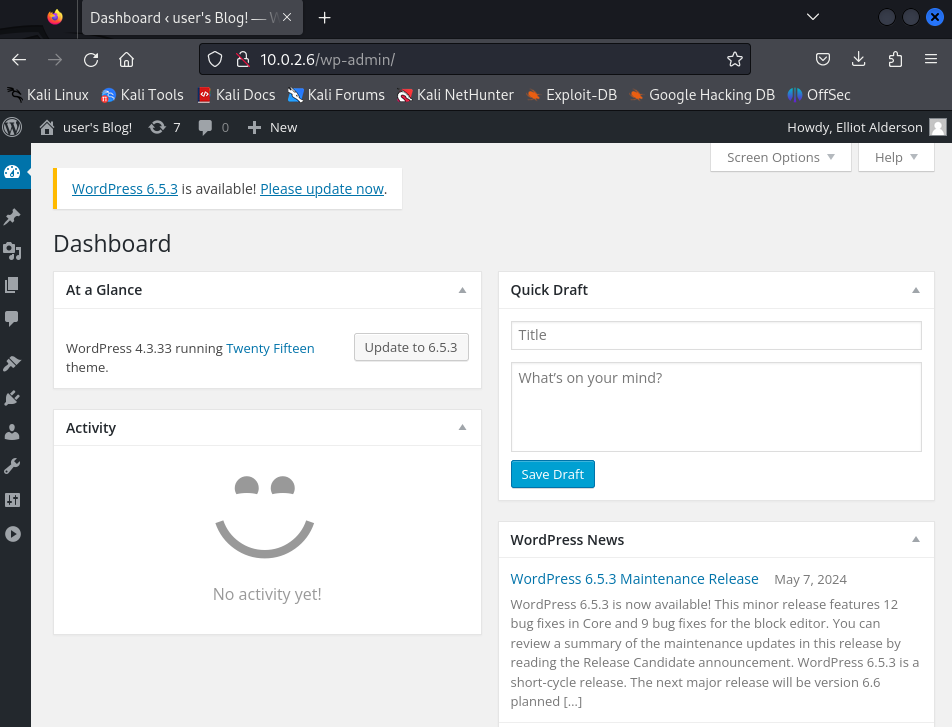 Dashboard ‹ user's Blog! — W
10.0.2.6/wp-admin/
Kali Linux Kali Tools Kali Docs Kali Forums Kali NetHunter Exploit-DB Google Hacking DB OffSec
user's Blog! 7 0 New Howdy, Elliot Alderson
Screen Options Help
WordPress 6.5.3 is available! Please update now.
Dashboard
At a Glance
WordPress 4.3.33 running Twenty Fifteen
theme.
Update to 6.5.3
Activity
No activity yet!
Quick Draft
Title
What's on your mind?
Save Draft
WordPress News
WordPress 6.5.3 Maintenance Release May 7, 2024
WordPress 6.5.3 is now available! This minor release features 12
bug fixes in Core and 9 bug fixes for the block editor. You can
review a summary of the maintenance updates in this release by
reading the Release Candidate announcement. WordPress 6.5.3 is a
short-cycle release. The next major release will be version 6.6
planned […]